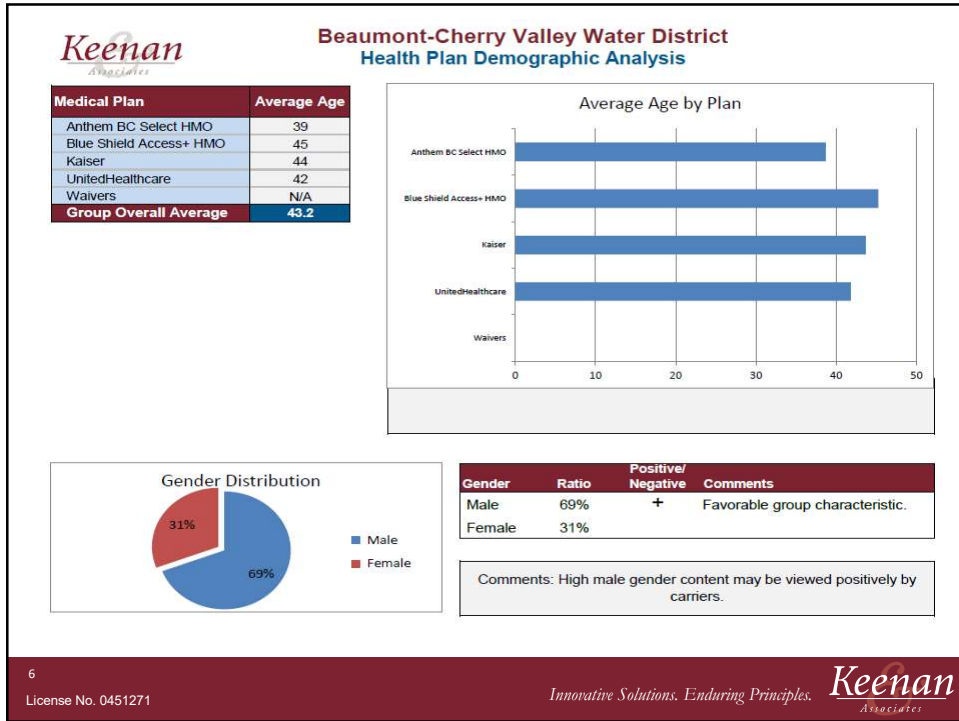 Keenan
&
Associates
Beaumont-Cherry Valley Water District
Health Plan Demographic Analysis
Medical Plan Average Age
Anthem BC Select HMO 39
Blue Shield Access+ HMO 45
Kaiser 44
UnitedHealthcare 42
Waivers N/A
Group Overall Average 43.2
Average Age by Plan
Anthem BC Select HMO
Blue Shield Access+ HMO
Kaiser
UnitedHealthcare
Waivers
0 10 20 30 40 50
Gender Distribution
31%
69%
Male
Female
Positive/
Gender Ratio Negative Comments
Male 69% + Favorable group characteristic.
Female 31%
Comments: High male gender content may be viewed positively by
carriers.
6
License No. 0451271
Innovative Solutions. Enduring Principles.
Keenan
&
Associates